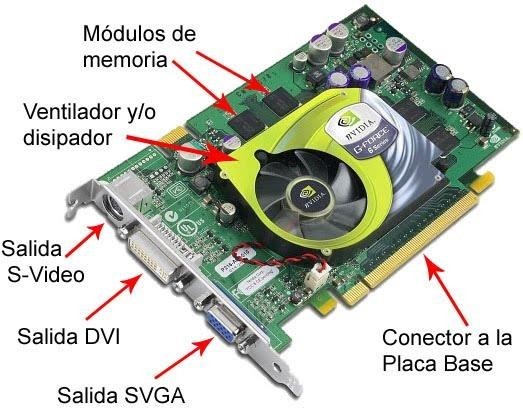 Módulos de
memoria
Ventilador y/o
disipador
NVIDIA
G-FORCE
6 Series
NVIDIA
Salida
S-Video
Salida DVI
Salida SVGA
Conector a la
Placa Base